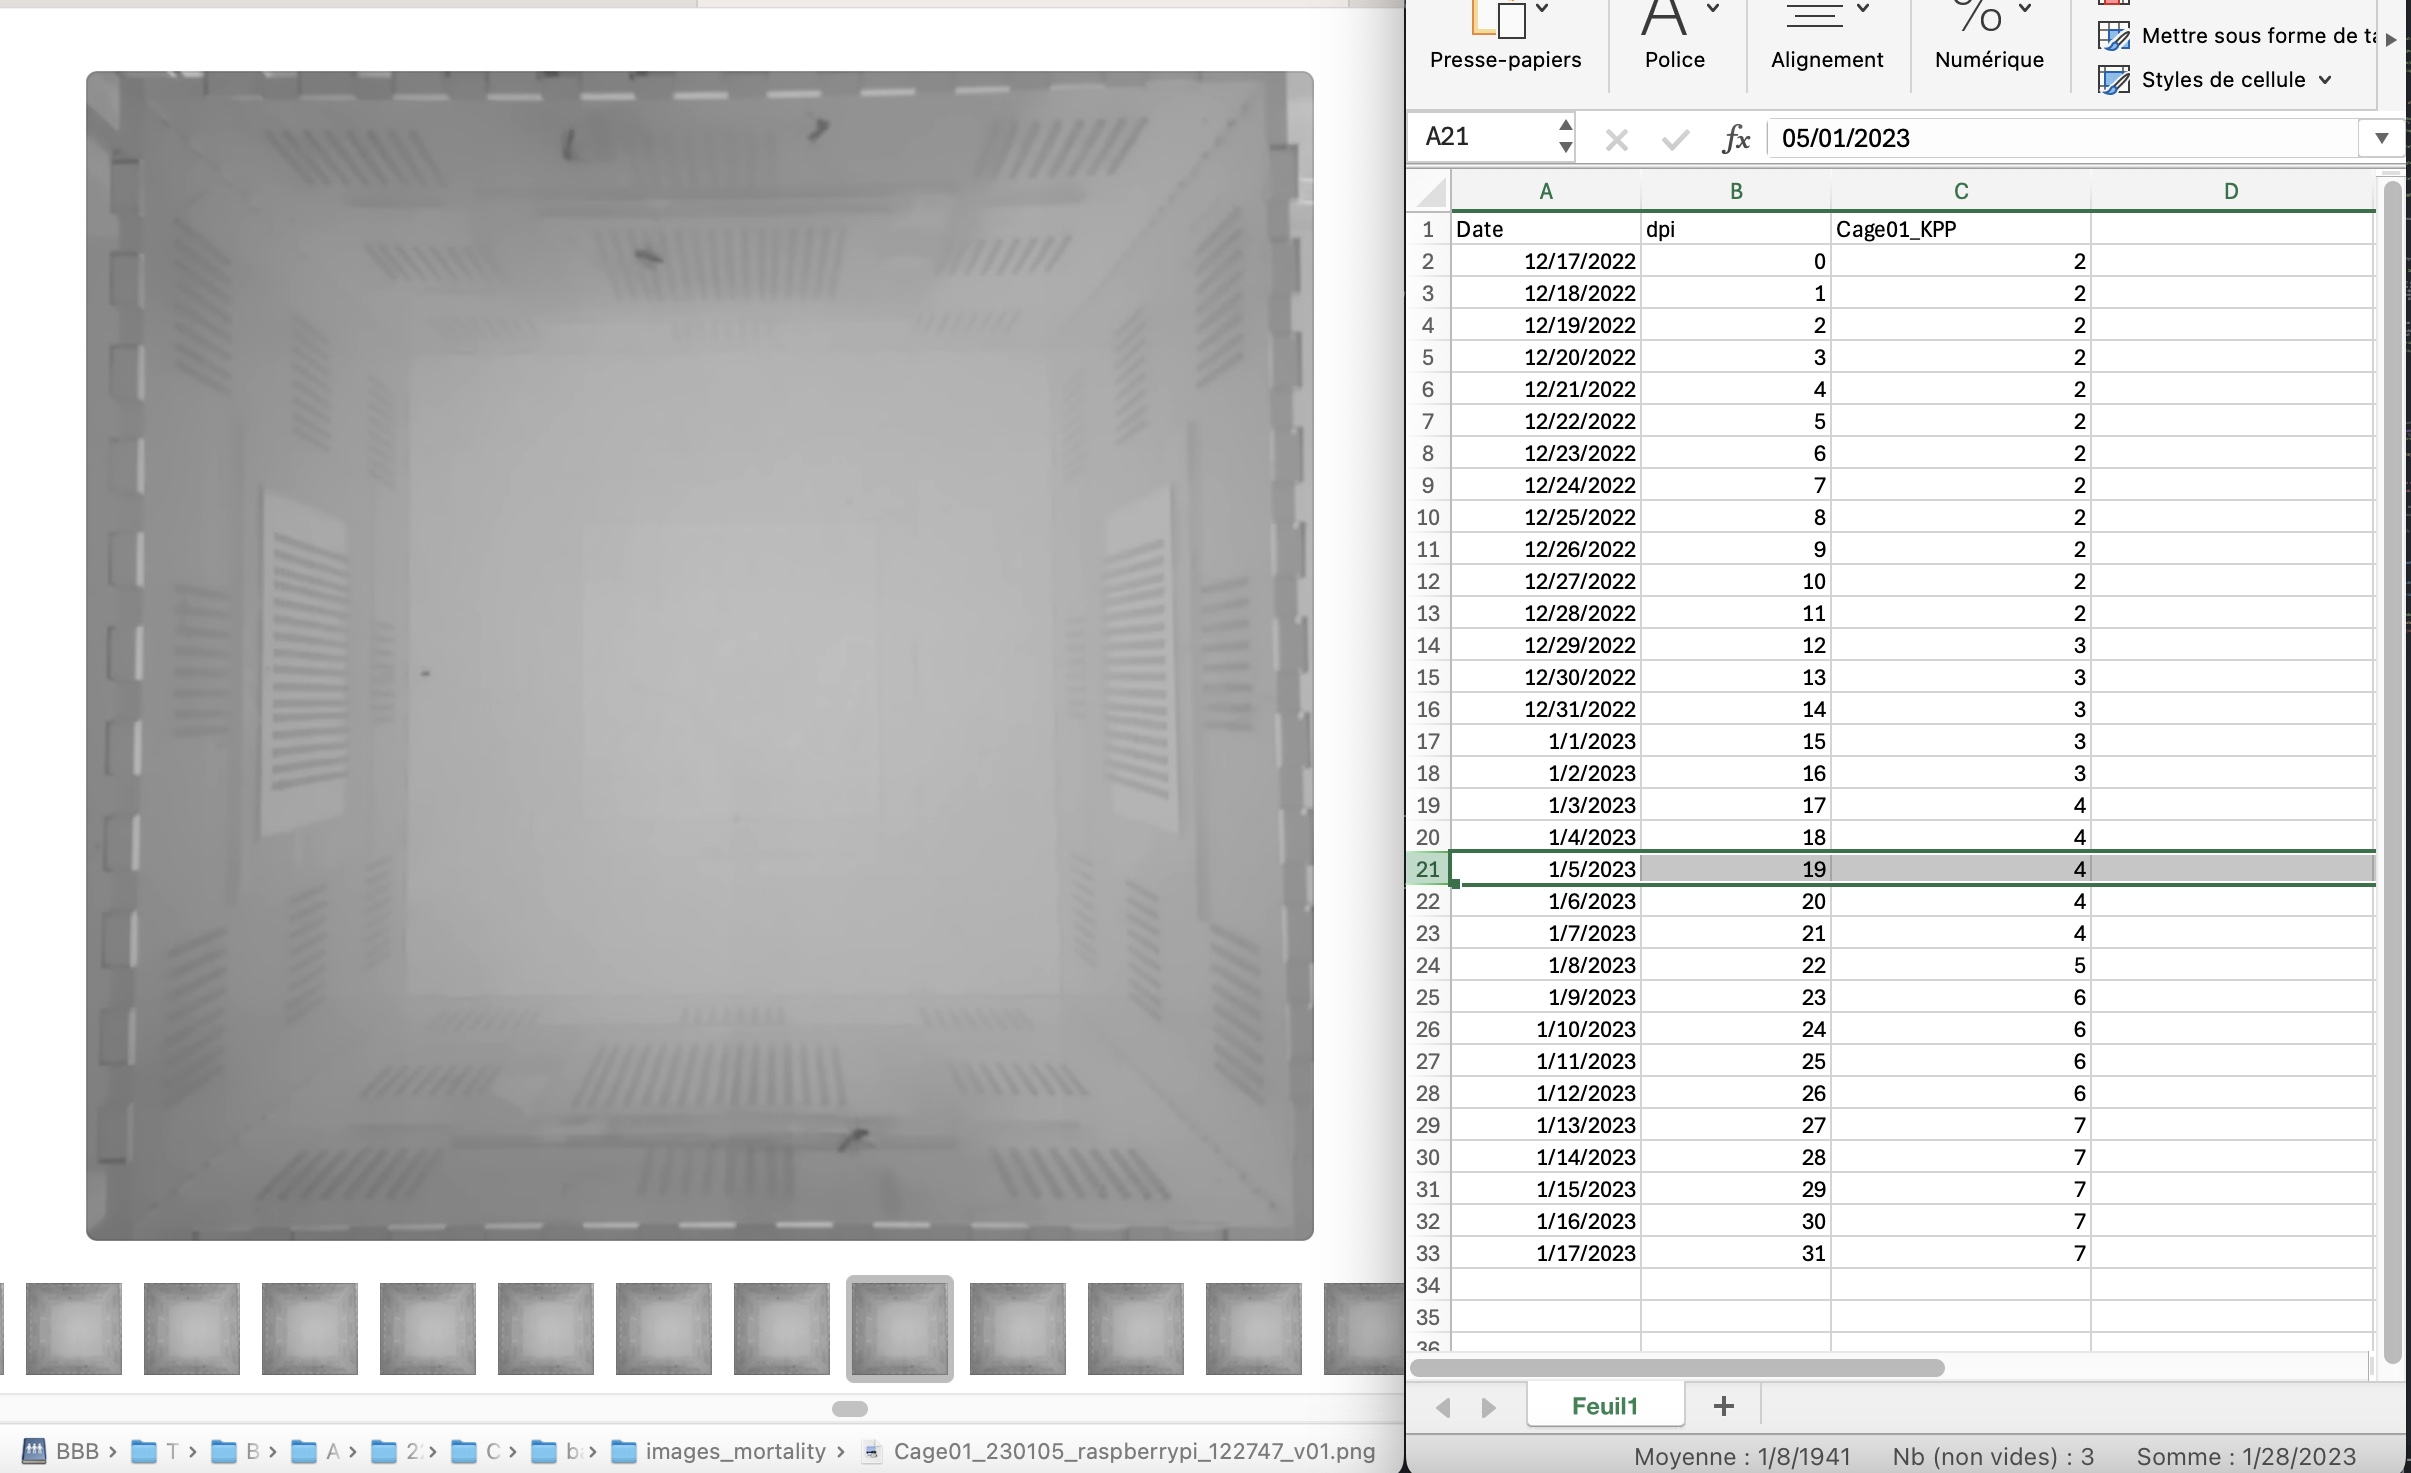 Presse-papiers
Police
Alignement
Numérique
Styles de cellule
A21
fx
05/01/2023
A B C D
1 Date dpi Cage01_KPP
2 12/17/2022 0 2
3 12/18/2022 1 2
4 12/19/2022 2 2
5 12/20/2022 3 2
6 12/21/2022 4 2
7 12/22/2022 5 2
8 12/23/2022 6 2
9 12/24/2022 7 2
10 12/25/2022 8 2
11 12/26/2022 9 2
12 12/27/2022 10 2
13 12/28/2022 11 2
14 12/29/2022 12 3
15 12/30/2022 13 3
16 12/31/2022 14 3
17 1/1/2023 15 3
18 1/2/2023 16 3
19 1/3/2023 17 4
20 1/4/2023 18 4
21 1/5/2023 19 4
22 1/6/2023 20 4
23 1/7/2023 21 4
24 1/8/2023 22 5
25 1/9/2023 23 6
26 1/10/2023 24 6
27 1/11/2023 25 6
28 1/12/2023 26 6
29 1/13/2023 27 7
30 1/14/2023 28 7
31 1/15/2023 29 7
32 1/16/2023 30 7
33 1/17/2023 31 7
34
35
36
Feuil1
Moyenne : 1/8/1941 Nb (non vides) : 3 Somme : 1/28/2023
Mettre sous forme de
BBB T B A 2 C b images_mortality Cage01_230105_raspberrypi_122747_v01.png